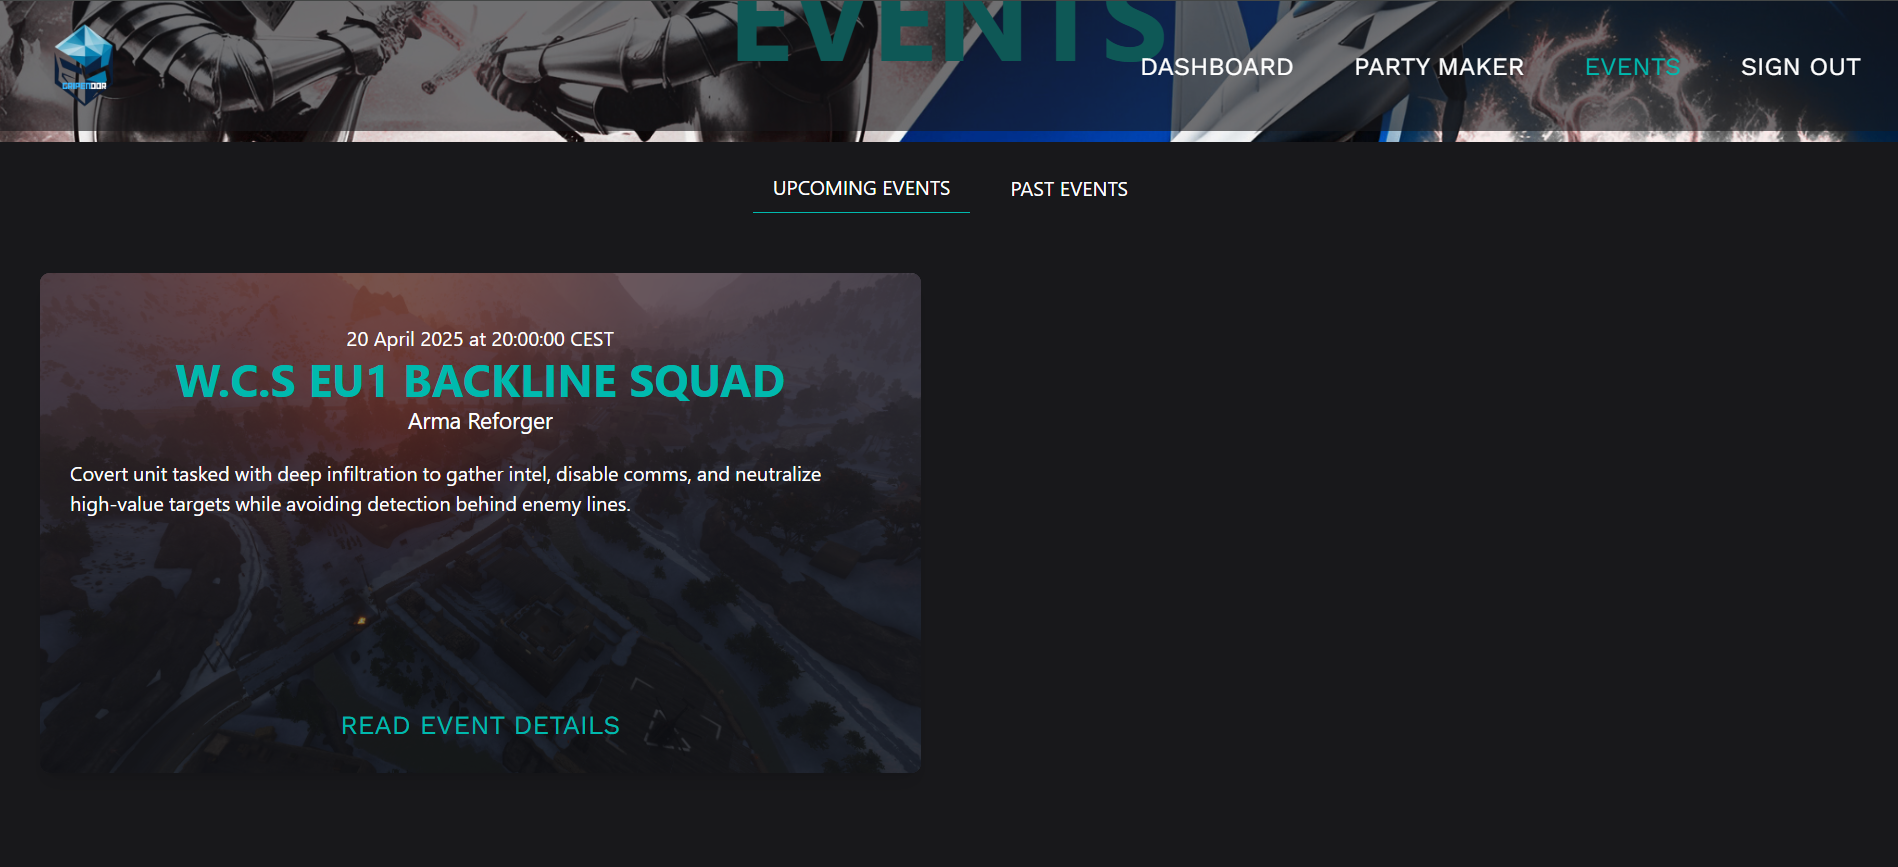 EVENTS
GRIPENDOR
DASHBOARD
PARTY MAKER
EVENTS
SIGN OUT
UPCOMING EVENTS
PAST EVENTS
20 April 2025 at 20:00:00 CEST
W.C.S EU1 BACKLINE SQUAD
Arma Reforger
Covert unit tasked with deep infiltration to gather intel, disable comms, and neutralize
high-value targets while avoiding detection behind enemy lines.
READ EVENT DETAILS